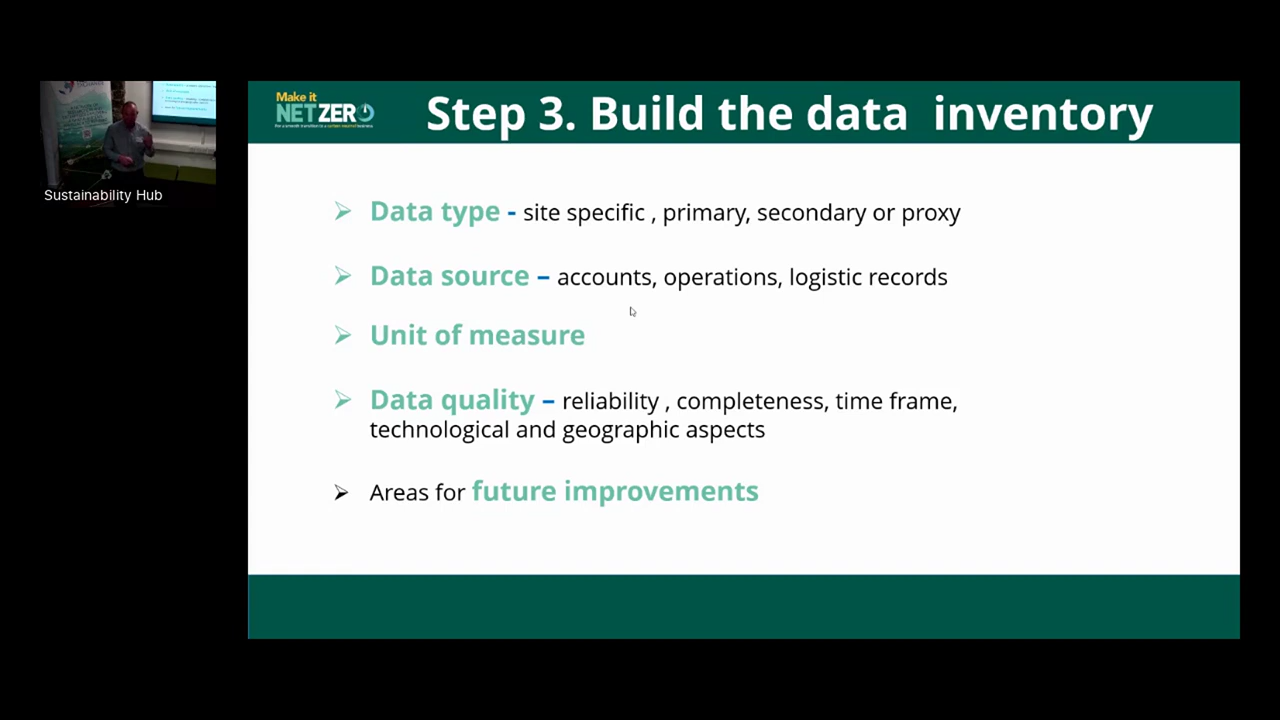 Make it
NETZERO
Step 3. Build the data inventory
Sustainability Hub
➢ Data type - site specific , primary, secondary or proxy
➢ Data source – accounts, operations, logistic records
➢ Unit of measure
➢ Data quality – reliability , completeness, time frame,
technological and geographic aspects
➢ Areas for future improvements